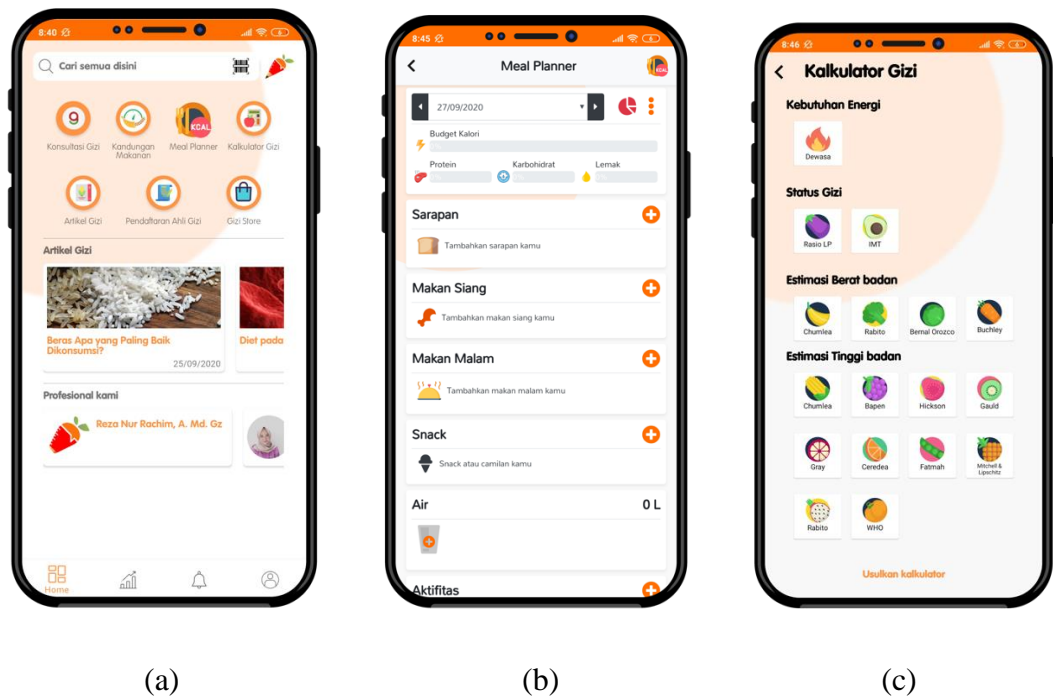 8:40
Cari semua disini
g
KCAL
Konsultasi Gizi
Kandungan
Makanan
Meal Planner
Kalkulator Gizi
Artikel Gizi
Pendaftaran Ahli Gizi
Gizi Store
Artikel Gizi
Beras Apa yang Paling Baik
Dikonsumsi?
25/09/2020
Diet pada
Profesional kami
Reza Nur Rachim, A. Md. Gz
Home
(a)
8:45
Meal Planner
KCAL
27/09/2020
Budget Kalori
0%
Protein
Karbohidrat
Lemak
0%
0%
0%
Sarapan
Tambahkan sarapan kamu
Makan Siang
Tambahkan makan siang kamu
Makan Malam
Tambahkan makan malam kamu
Snack
Snack atau camilan kamu
Air
0 L
Aktifitas
(b)
8:46
Kalkulator Gizi
Kebutuhan Energi
Dewasa
Status Gizi
Rasio LP
IMT
Estimasi Berat badan
Chumlea
Rabito
Bernal Orozco
Buchley
Estimasi Tinggi badan
Chumlea
Bapen
Hickson
Gauld
Gray
Ceredea
Fatmah
Mitchell &
Lipschitz
Rabito
WHO
Usulkan kalkulator
(c)